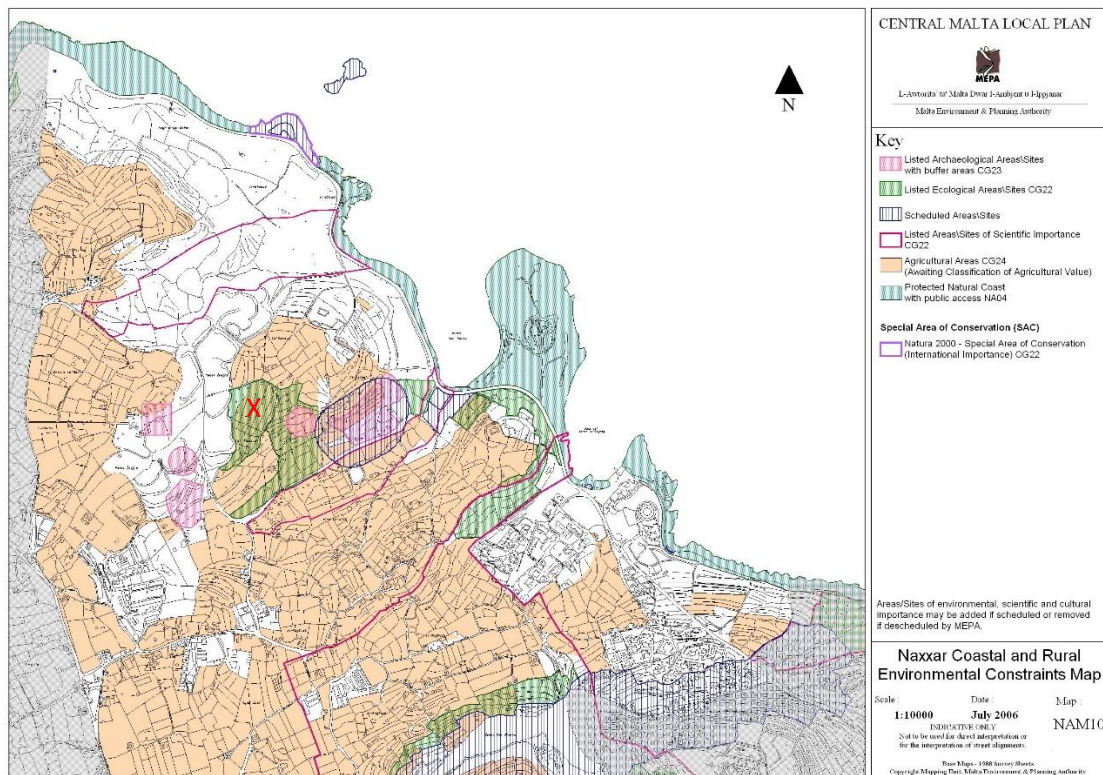 CENTRAL MALTA LOCAL PLAN
MEPA
L-Awtorita' ta' Malta Dwar l-Ambjent u l-Ippjanar
Malta Environment & Planning Authority
N
Key
Listed Archaeological Areas\Sites
with buffer areas CG23
Listed Ecological Areas\Sites CG22
Scheduled Areas\Sites
Listed Areas\Sites of Scientific Importance
CG22
Agricultural Areas CG24
(Awaiting Classification of Agricultural Value)
Protected Natural Coast
with public access NA04
Special Area of Conservation (SAC)
Natura 2000 - Special Area of Conservation
(International Importance) CG22
X
Areas/Sites of environmental, scientific and cultural
importance may be added if scheduled or removed
if descheduled by MEPA.
Naxxar Coastal and Rural
Environmental Constraints Map
Scale : Date : Map :
1:10000 July 2006 NAM10
INDICATIVE ONLY
Not to be used for direct interpretation or
for the interpretation of street alignments.
Base Maps - 1988 Survey Sheets
Copyright Mapping Unit, Malta Environment & Planning Authority